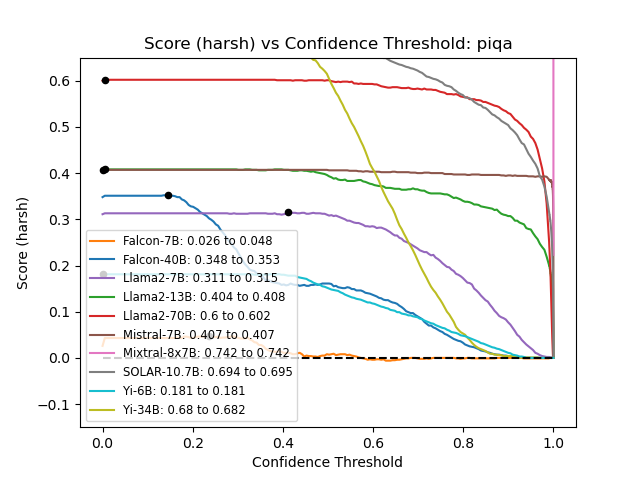 Score (harsh) vs Confidence Threshold: piqa
Score (harsh)
0.6
0.5
0.4
0.3
0.2
0.1
0.0
−0.1
Falcon-7B: 0.026 to 0.048
Falcon-40B: 0.348 to 0.353
Llama2-7B: 0.311 to 0.315
Llama2-13B: 0.404 to 0.408
Llama2-70B: 0.6 to 0.602
Mistral-7B: 0.407 to 0.407
Mixtral-8x7B: 0.742 to 0.742
SOLAR-10.7B: 0.694 to 0.695
Yi-6B: 0.181 to 0.181
Yi-34B: 0.68 to 0.682
0.0 0.2 0.4 0.6 0.8 1.0
Confidence Threshold